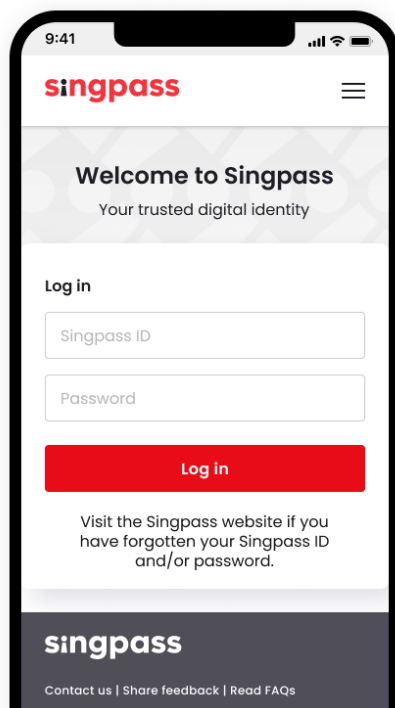 9:41
singpass
Welcome to Singpass
Your trusted digital identity
Log in
Singpass ID
Password
Log in
Visit the Singpass website if you
have forgotten your Singpass ID
and/or password.
singpass
Contact us | Share feedback | Read FAQs